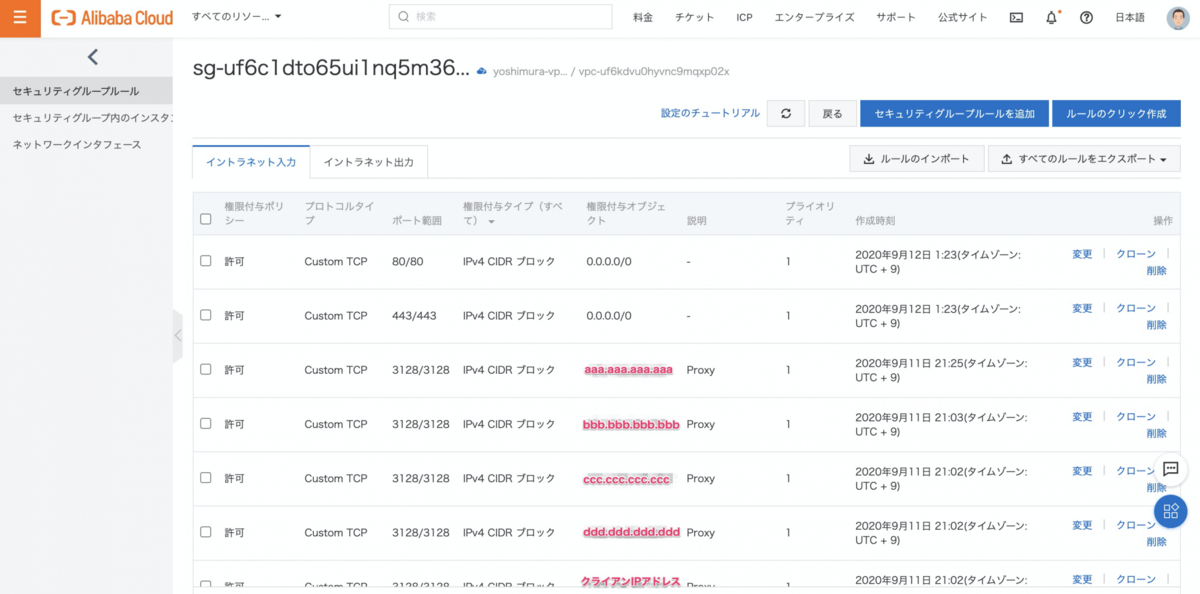 Alibaba Cloud
すべてのリソー...
検索
料金 チケット ICP エンタープライズ サポート 公式サイト 日本語
セキュリティグループルール
セキュリティグループ内のインスタ
ネットワークインタフェース
sg-uf6c1dto65ui1nq5m36...
yoshimura-vp... / vpc-uf6kdvu0hyvnc9mqxp02x
設定のチュートリアル 戻る セキュリティグループルールを追加 ルールのクリック作成
イントラネット入力 イントラネット出力 ルールのインポート すべてのルールをエクスポート
権限付与ポリシー プロトコルタイプ ポート範囲 権限付与タイプ（すべて） 権限付与オブジェクト 説明 プライオリティ 作成時刻 操作
許可 Custom TCP 80/80 IPv4 CIDR ブロック 0.0.0.0/0 - 1 2020年9月12日 1:23(タイムゾーン: UTC + 9) 変更 クローン 削除
許可 Custom TCP 443/443 IPv4 CIDR ブロック 0.0.0.0/0 - 1 2020年9月12日 1:23(タイムゾーン: UTC + 9) 変更 クローン 削除
許可 Custom TCP 3128/3128 IPv4 CIDR ブロック aaa.aaa.aaa.aaa Proxy 1 2020年9月11日 21:25(タイムゾーン: UTC + 9) 変更 クローン 削除
許可 Custom TCP 3128/3128 IPv4 CIDR ブロック bbb.bbb.bbb.bbb Proxy 1 2020年9月11日 21:03(タイムゾーン: UTC + 9) 変更 クローン 削除
許可 Custom TCP 3128/3128 IPv4 CIDR ブロック ccc.ccc.ccc.ccc Proxy 1 2020年9月11日 21:02(タイムゾーン: UTC + 9) 変更 クローン 削除
許可 Custom TCP 3128/3128 IPv4 CIDR ブロック ddd.ddd.ddd.ddd Proxy 1 2020年9月11日 21:02(タイムゾーン: UTC + 9) 変更 クローン 削除
許可 Custom TCP 3128/3128 IPv4 CIDR ブロック クライアンIPアドレス Proxy 1 2020年9月11日 21:02(タイムゾーン: 変更 クローン